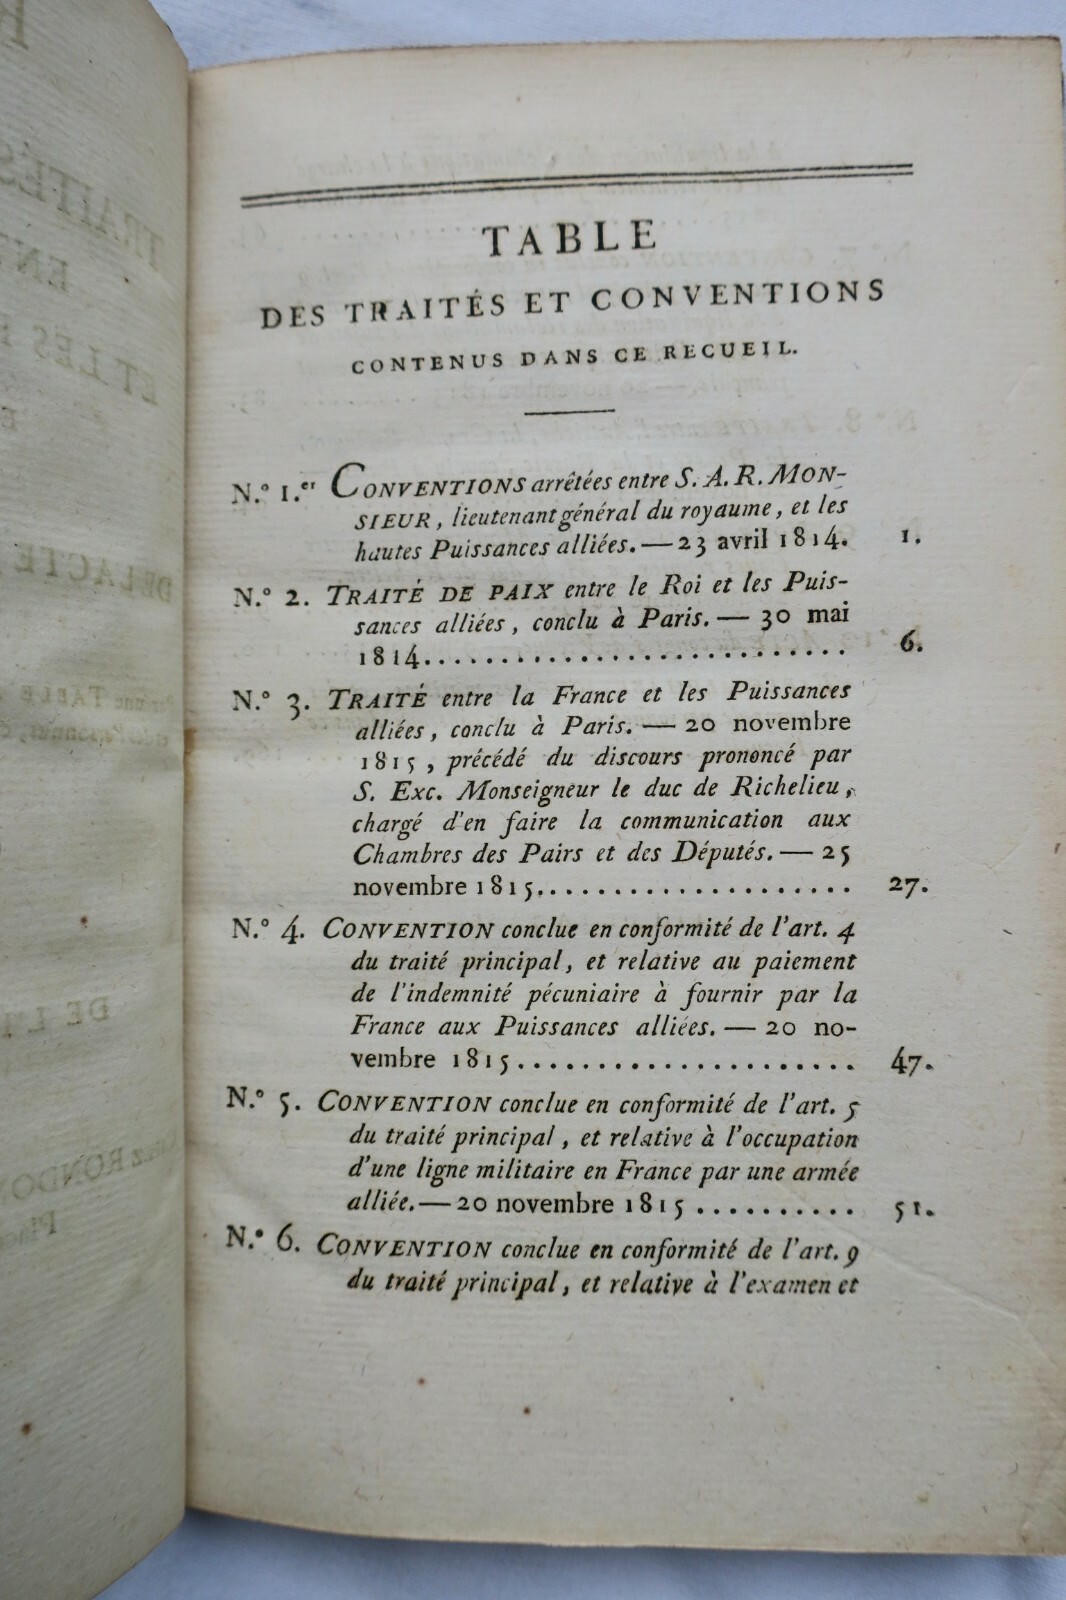 TABLE
DES TRAITÉS ET CONVENTIONS
CONTENUS DANS CE RECUEIL.
N.º 1.er CONVENTIONS arrêtées entre S. A. R. MON-
SIEUR, lieutenant général du royaume, et les
hautes Puissances alliées. — 23 avril 1814. 1.
N.º 2. TRAITÉ DE PAIX entre le Roi et les Puis-
sances alliées, conclu à Paris. — 30 mai
1814............................ 6.
N.º 3. TRAITÉ entre la France et les Puissances
alliées, conclu à Paris. — 20 novembre
1815, précédé du discours prononcé par
S. Exc. Monseigneur le duc de Richelieu,
chargé d'en faire la communication aux
Chambres des Pairs et des Députés. — 25
novembre 1815.................... 27.
N.º 4. CONVENTION conclue en conformité de l'art. 4
du traité principal, et relative au paiement
de l'indemnité pécuniaire à fournir par la
France aux Puissances alliées. — 20 no-
vembre 1815...................... 47.
N.º 5. CONVENTION conclue en conformité de l'art. 5
du traité principal, et relative à l'occupation
d'une ligne militaire en France par une armée
alliée. — 20 novembre 1815 .......... 51.
N.º 6. CONVENTION conclue en conformité de l'art. 9
du traité principal, et relative à l'examen et